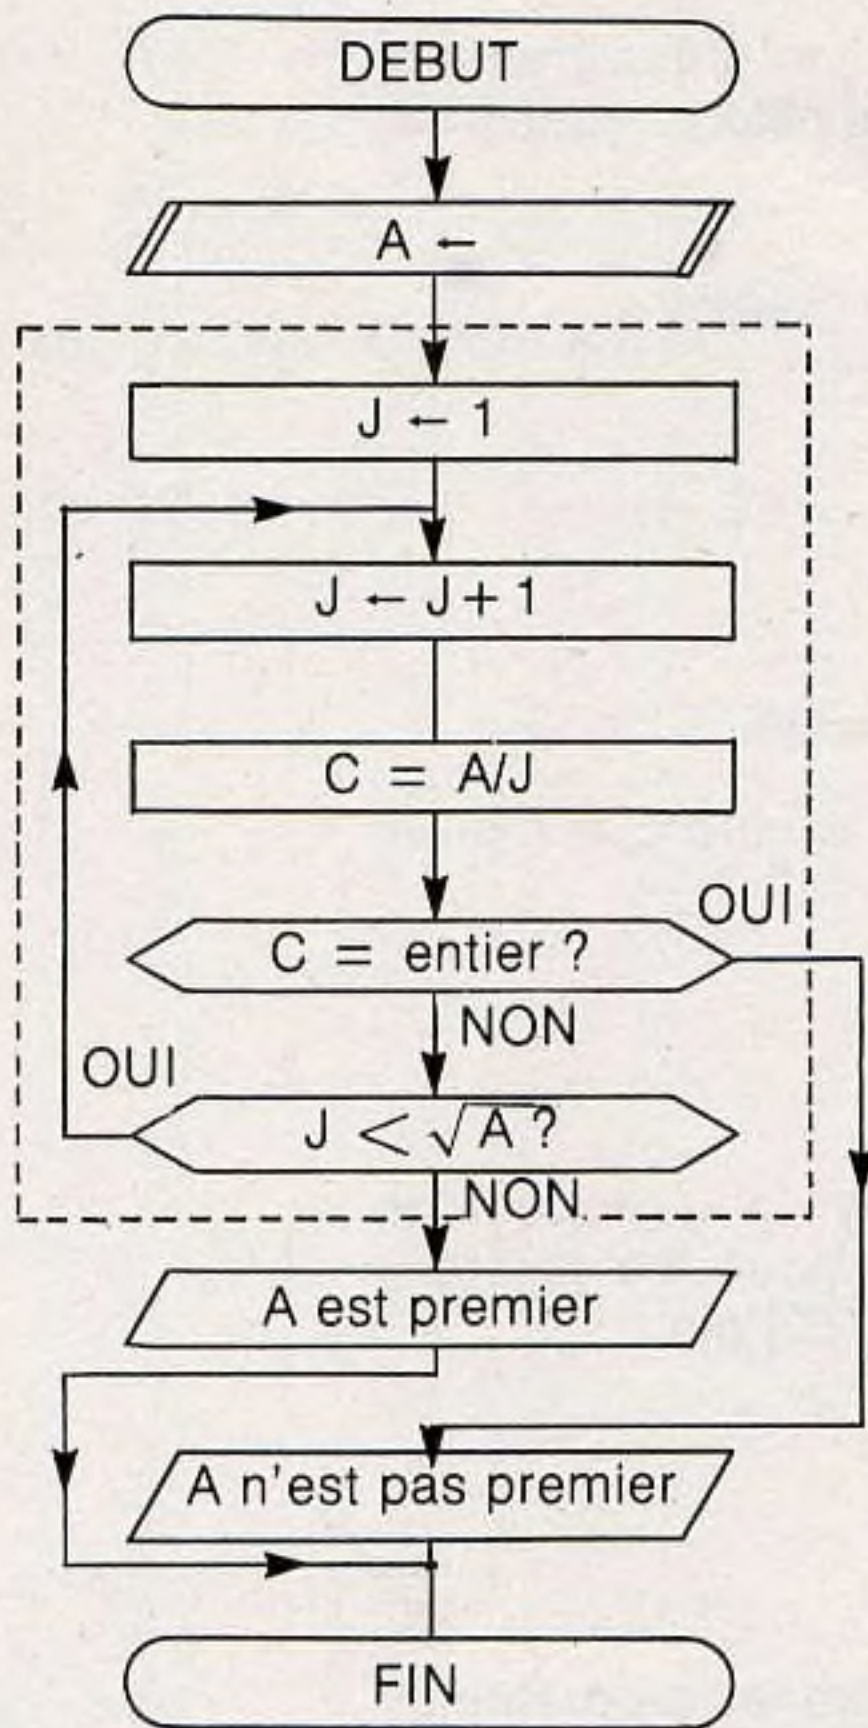 DEBUT
A ←
J ← 1
J ← J + 1
C = A/J
OUI
C = entier ?
NON
OUI
J < √A ?
NON
A est premier
A n'est pas premier
FIN